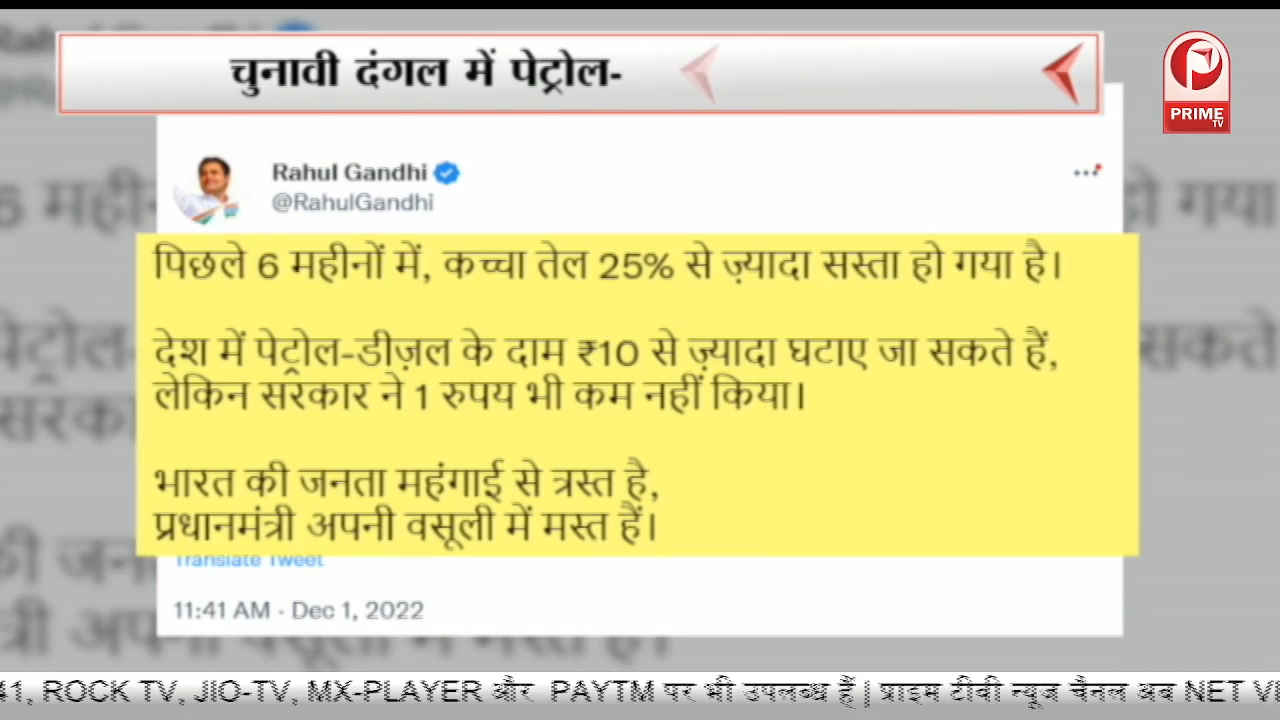 चुनावी दंगल में पेट्रोल-
PRIME
TV
Rahul Gandhi
@RahulGandhi
पिछले 6 महीनों में, कच्चा तेल 25% से ज़्यादा सस्ता हो गया है।
देश में पेट्रोल-डीज़ल के दाम ₹10 से ज़्यादा घटाए जा सकते हैं,
लेकिन सरकार ने 1 रुपय भी कम नहीं किया।
भारत की जनता महंगाई से त्रस्त है,
प्रधानमंत्री अपनी वसूली में मस्त हैं।
Translate Tweet
11:41 AM · Dec 1, 2022
41, ROCK TV, JIO-TV, MX-PLAYER और PAYTM पर भी उपलब्ध हैं | प्राइम टीवी न्यूज चैनल अब NET VI